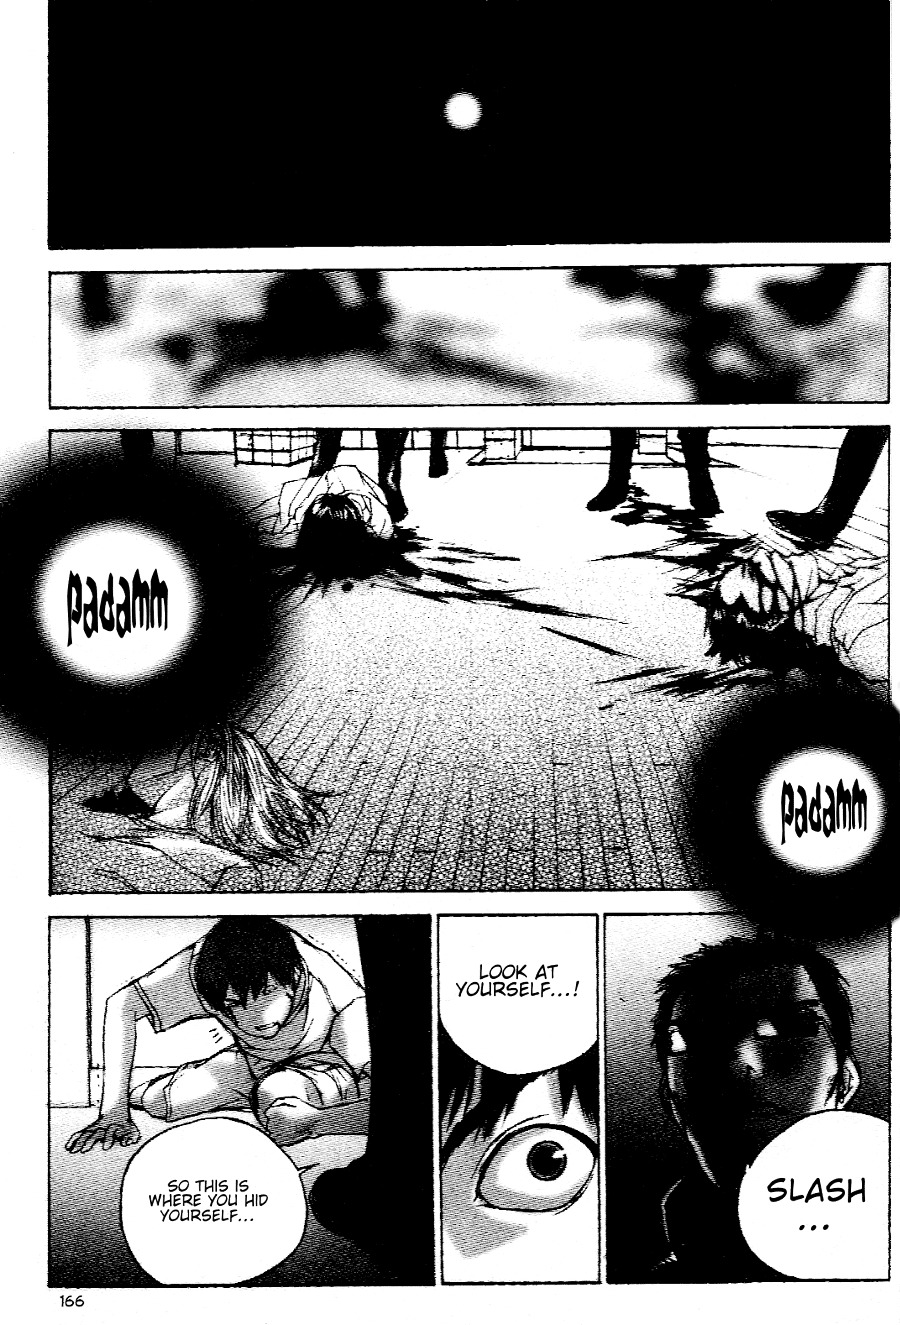 padamm
padamm
LOOK AT
YOURSELF...!
SO THIS IS
WHERE YOU HID
YOURSELF...
SLASH
...
166